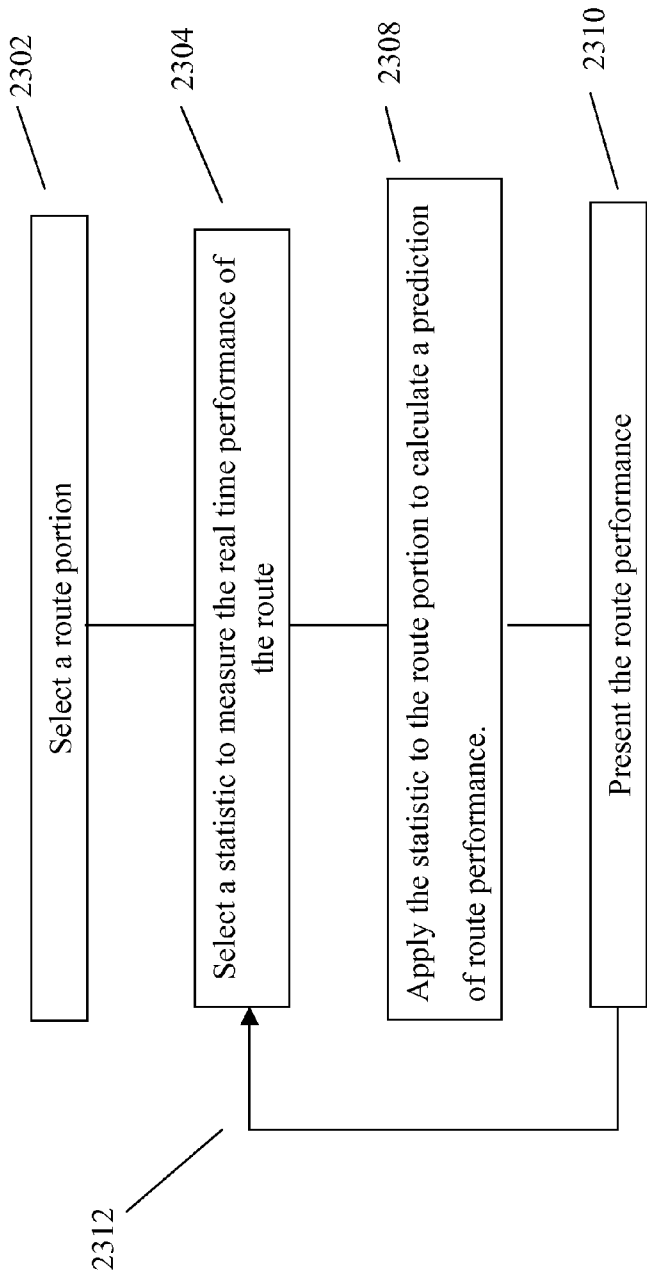 Select a route portion
2302
Select a statistic to measure the real time performance of
the route
2304
Apply the statistic to the route portion to calculate a prediction
of route performance.
2308
Present the route performance
2310
2312